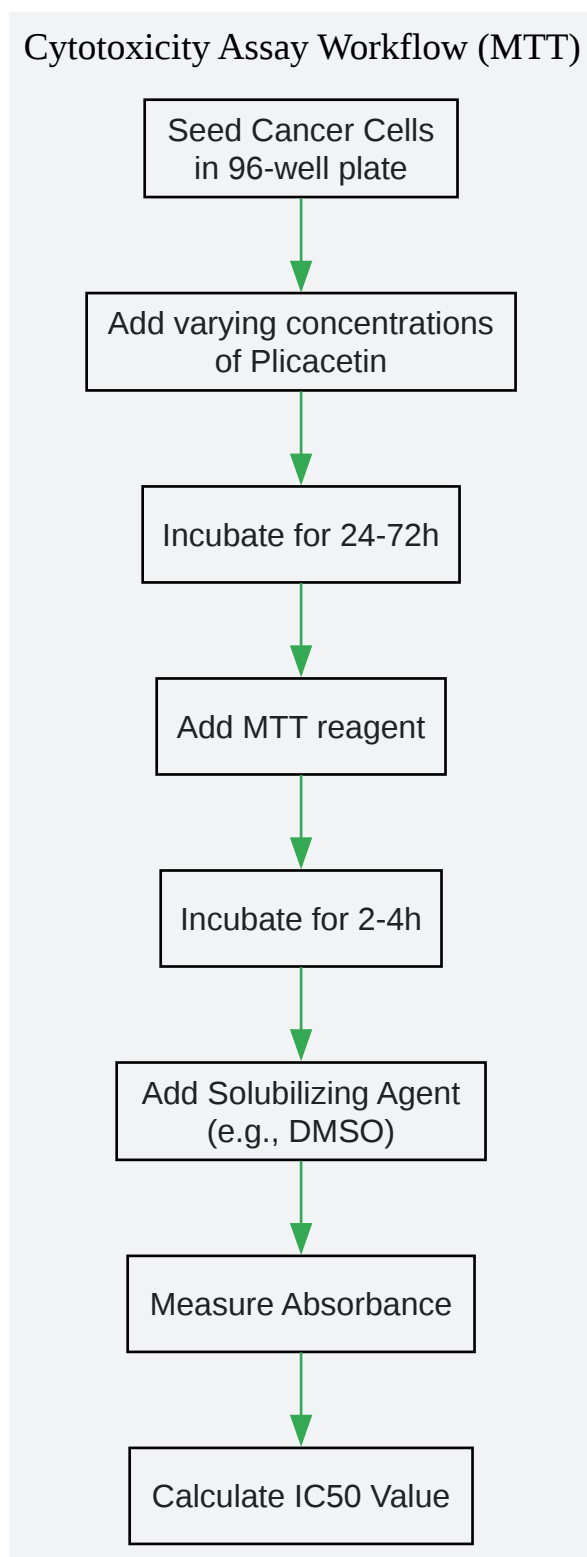 Cytotoxicity Assay Workflow (MTT)
Seed Cancer Cells
in 96-well plate
Add varying concentrations
of Plicacetin
Incubate for 24-72h
Add MTT reagent
Incubate for 2-4h
Add Solubilizing Agent
(e.g., DMSO)
Measure Absorbance
Calculate IC50 Value